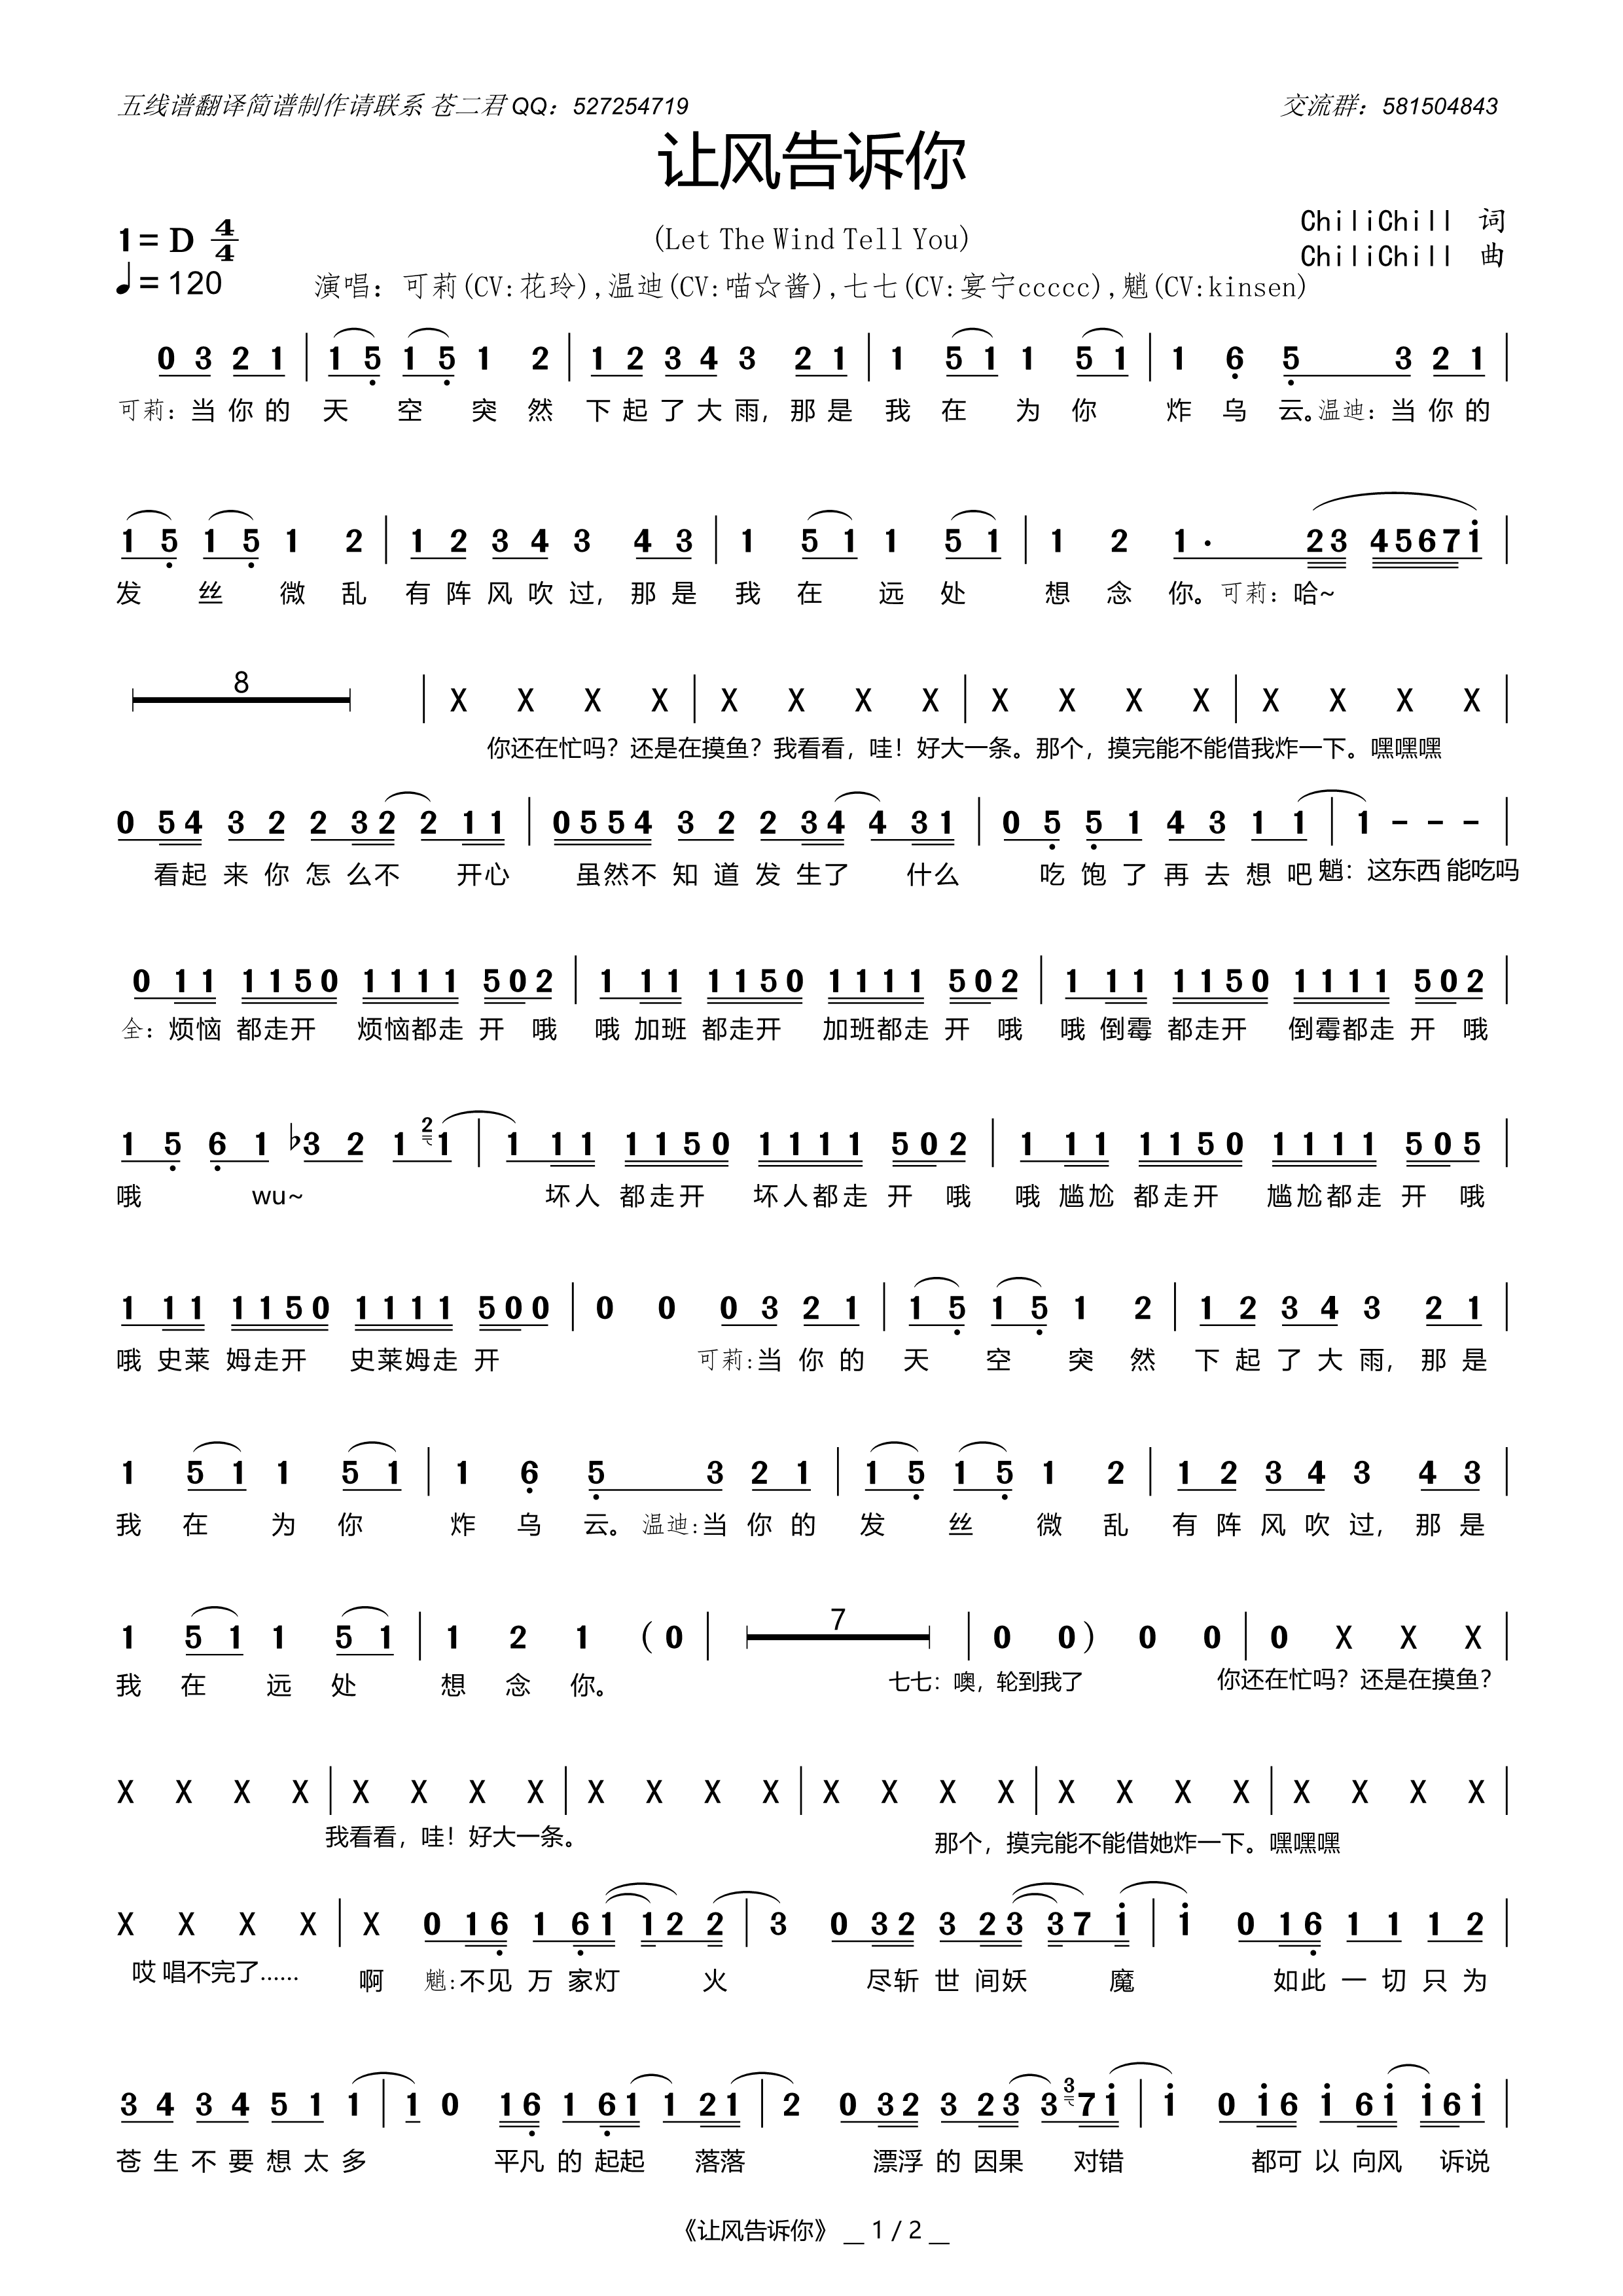 五线谱翻译简谱制作请联系 苍二君QQ：527254719 交流群：581504843
让风告诉你
(Let The Wind Tell You)
ChiliChill 词
ChiliChill 曲
1= D 4/4
♩= 120
演唱：可莉(CV:花玲),温迪(CV:喵☆酱),七七(CV:宴宁ccccc),魈(CV:kinsen)
0 3 2 1 | 1 5 1 5 1 2 | 1 2 3 4 3 2 1 | 1 5 1 1 5 1 | 1 6 5 3 2 1 |
可莉：当 你 的 天 空 突 然 下 起 了 大 雨，那 是 我 在 为 你 炸 乌 云。温迪：当 你 的
1 5 1 5 1 2 | 1 2 3 4 3 4 3 | 1 5 1 1 5 1 | 1 2 1 · 2 3 4 5 6 7 1 |
发 丝 微 乱 有 阵 风 吹 过，那 是 我 在 远 处 想 念 你。可莉：哈~
8 | X X X X | X X X X | X X X X | X X X X |
你还在忙吗？还是在摸鱼？我看看，哇！好大一条。那个，摸完能不能借我炸一下。嘿嘿嘿
0 5 4 3 2 2 3 2 2 1 1 | 0 5 5 4 3 2 2 3 4 4 3 1 | 0 5 5 1 4 3 1 1 | 1 - - - |
看起 来 你 怎 么不 开心 虽然不 知 道 发 生了 什么 吃 饱 了 再 去 想 吧 魈：这东西 能吃吗
0 1 1 1 1 5 0 1 1 1 1 5 0 2 | 1 1 1 1 1 5 0 1 1 1 1 5 0 2 | 1 1 1 1 1 5 0 1 1 1 1 5 0 2 |
全：烦恼 都走开 烦恼都走 开 哦 哦 加班 都走开 加班都走 开 哦 哦 倒霉 都走开 倒霉都走 开 哦
1 5 6 1 ♭3 2 1 2 1 | 1 1 1 1 1 5 0 1 1 1 1 5 0 2 | 1 1 1 1 1 5 0 1 1 1 1 5 0 5 |
哦 wu~ 坏人 都走开 坏人都走 开 哦 哦 尴尬 都走开 尴尬都走 开 哦
1 1 1 1 1 5 0 1 1 1 1 5 0 0 | 0 0 0 3 2 1 | 1 5 1 5 1 2 | 1 2 3 4 3 2 1 |
哦 史莱 姆走开 史莱姆走 开 可莉:当 你 的 天 空 突 然 下 起 了 大 雨，那 是
1 5 1 1 5 1 | 1 6 5 3 2 1 | 1 5 1 5 1 2 | 1 2 3 4 3 4 3 |
我 在 为 你 炸 乌 云。温迪:当 你 的 发 丝 微 乱 有 阵 风 吹 过，那 是
1 5 1 1 5 1 | 1 2 1 (0 | 7 | 0 0) 0 0 | 0 X X X |
我 在 远 处 想 念 你。 七七：噢，轮到我了 你还在忙吗？还是在摸鱼？
X X X X | X X X X | X X X X | X X X X | X X X X | X X X X |
我看看，哇！好大一条。 那个，摸完能不能借她炸一下。嘿嘿嘿
X X X X | X 0 1 6 1 6 1 1 2 2 | 3 0 3 2 3 2 3 3 7 1 | 1 0 1 6 1 1 1 2 |
哎 唱不完了…… 啊 魈:不见 万 家灯 火 尽斩 世 间妖 魔 如此 一 切 只 为
3 4 3 4 5 1 1 | 1 0 1 6 1 6 1 1 2 1 | 2 0 3 2 3 2 3 3 3 7 1 | 1 0 1 6 1 6 1 1 6 1 |
苍 生 不 要 想 太 多 平凡 的 起起 落落 漂浮 的 因果 对错 都可 以 向风 诉说
《让风告诉你》 __ 1 / 2 __